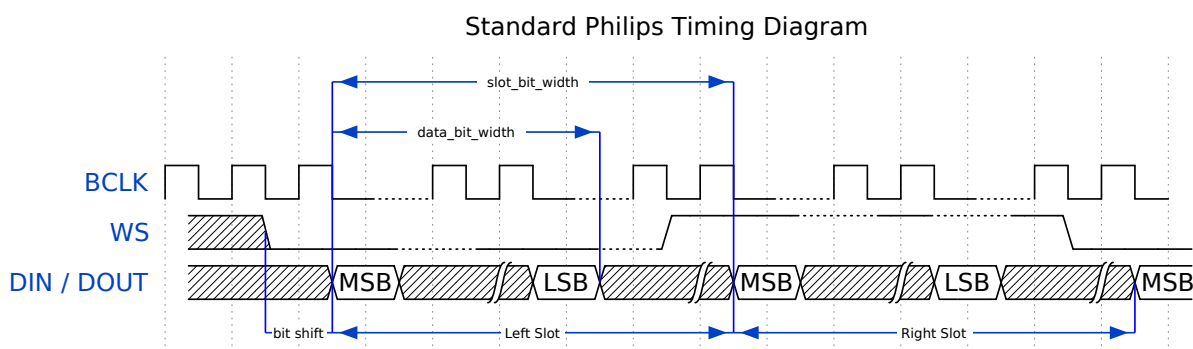 Standard Philips Timing Diagram
slot_bit_width
data_bit_width
BCLK
WS
DIN / DOUT
MSB
LSB
MSB
LSB
MSB
bit shift
Left Slot
Right Slot